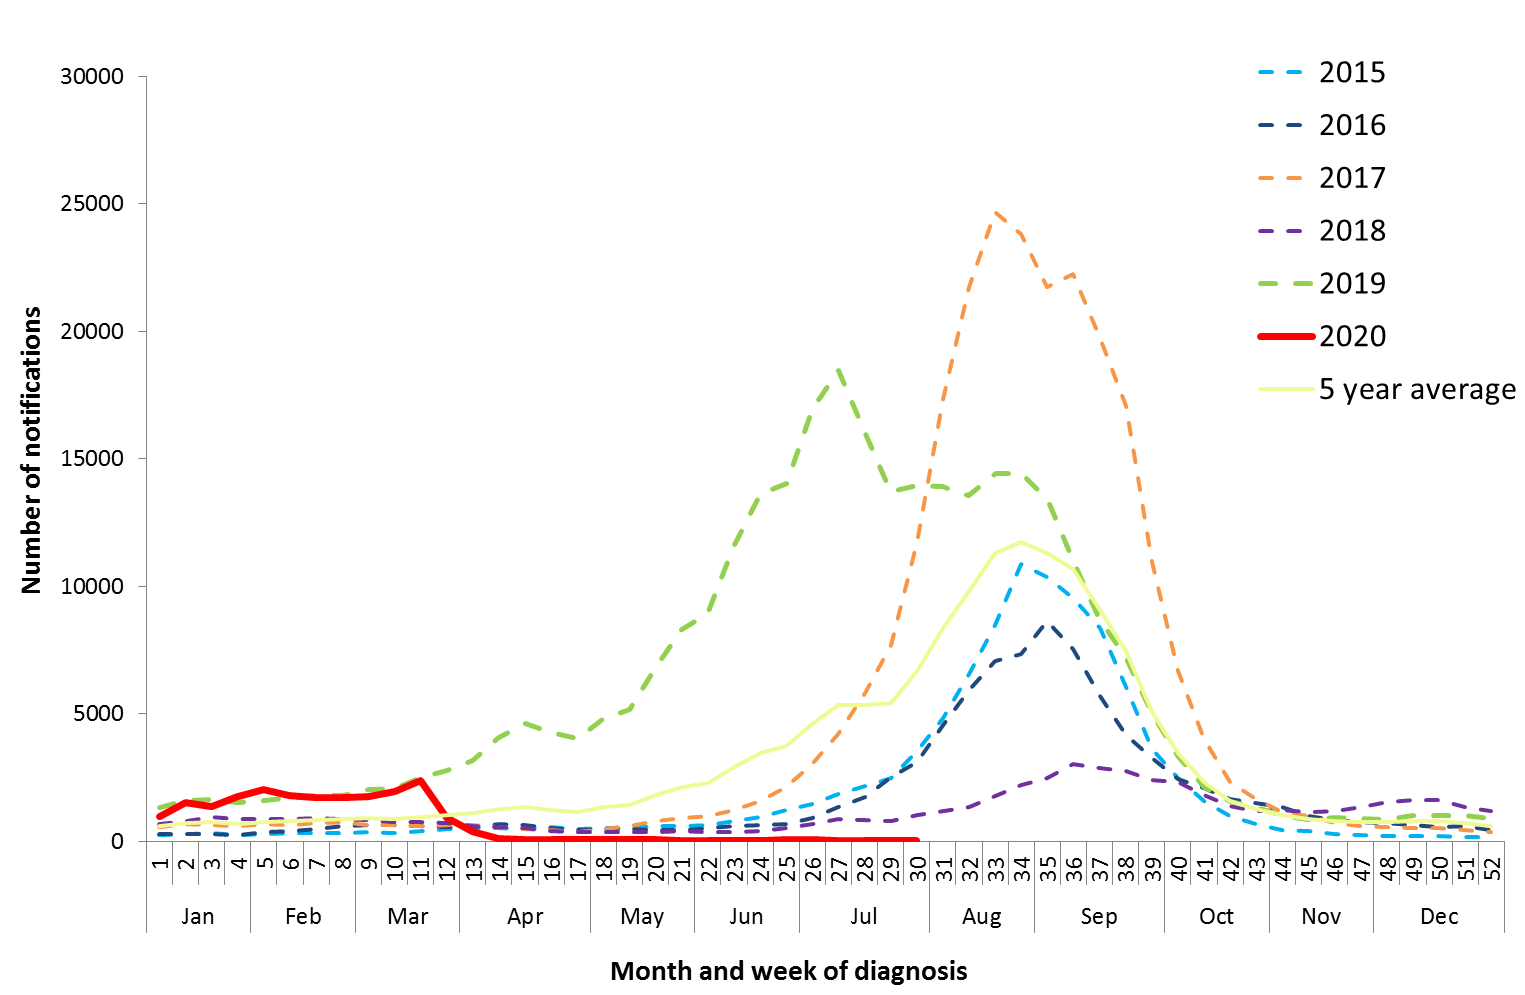 30000
25000
20000
15000
10000
5000
0
Number of notifications
2015
2016
2017
2018
2019
2020
5 year average
1 2 3 4 5 6 7 8 9 10 11 12 13 14 15 16 17 18 19 20 21 22 23 24 25 26 27 28 29 30 31 32 33 34 35 36 37 38 39 40 41 42 43 44 45 46 47 48 49 50 51 52
Jan Feb Mar Apr May Jun Jul Aug Sep Oct Nov Dec
Month and week of diagnosis